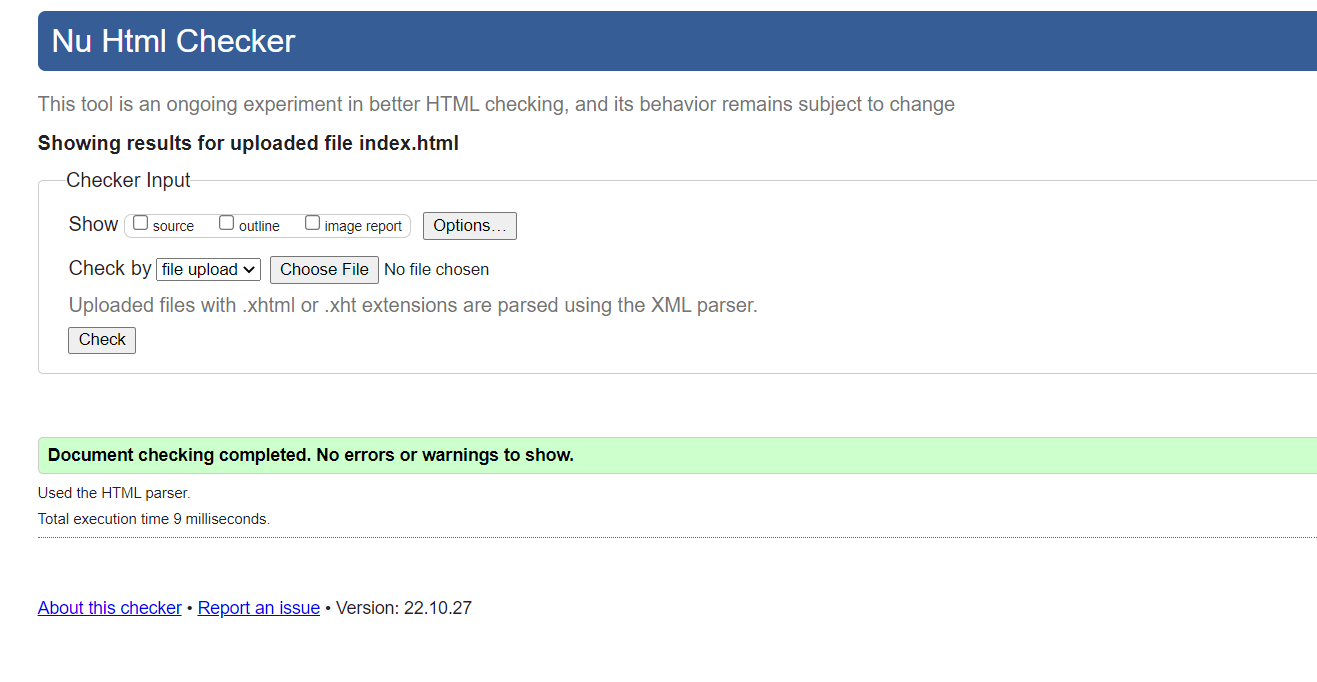 Nu Html Checker
This tool is an ongoing experiment in better HTML checking, and its behavior remains subject to change
Showing results for uploaded file index.html
Checker Input
Show source outline image report Options…
Check by file upload Choose File No file chosen
Uploaded files with .xhtml or .xht extensions are parsed using the XML parser.
Check
Document checking completed. No errors or warnings to show.
Used the HTML parser.
Total execution time 9 milliseconds.
About this checker • Report an issue • Version: 22.10.27